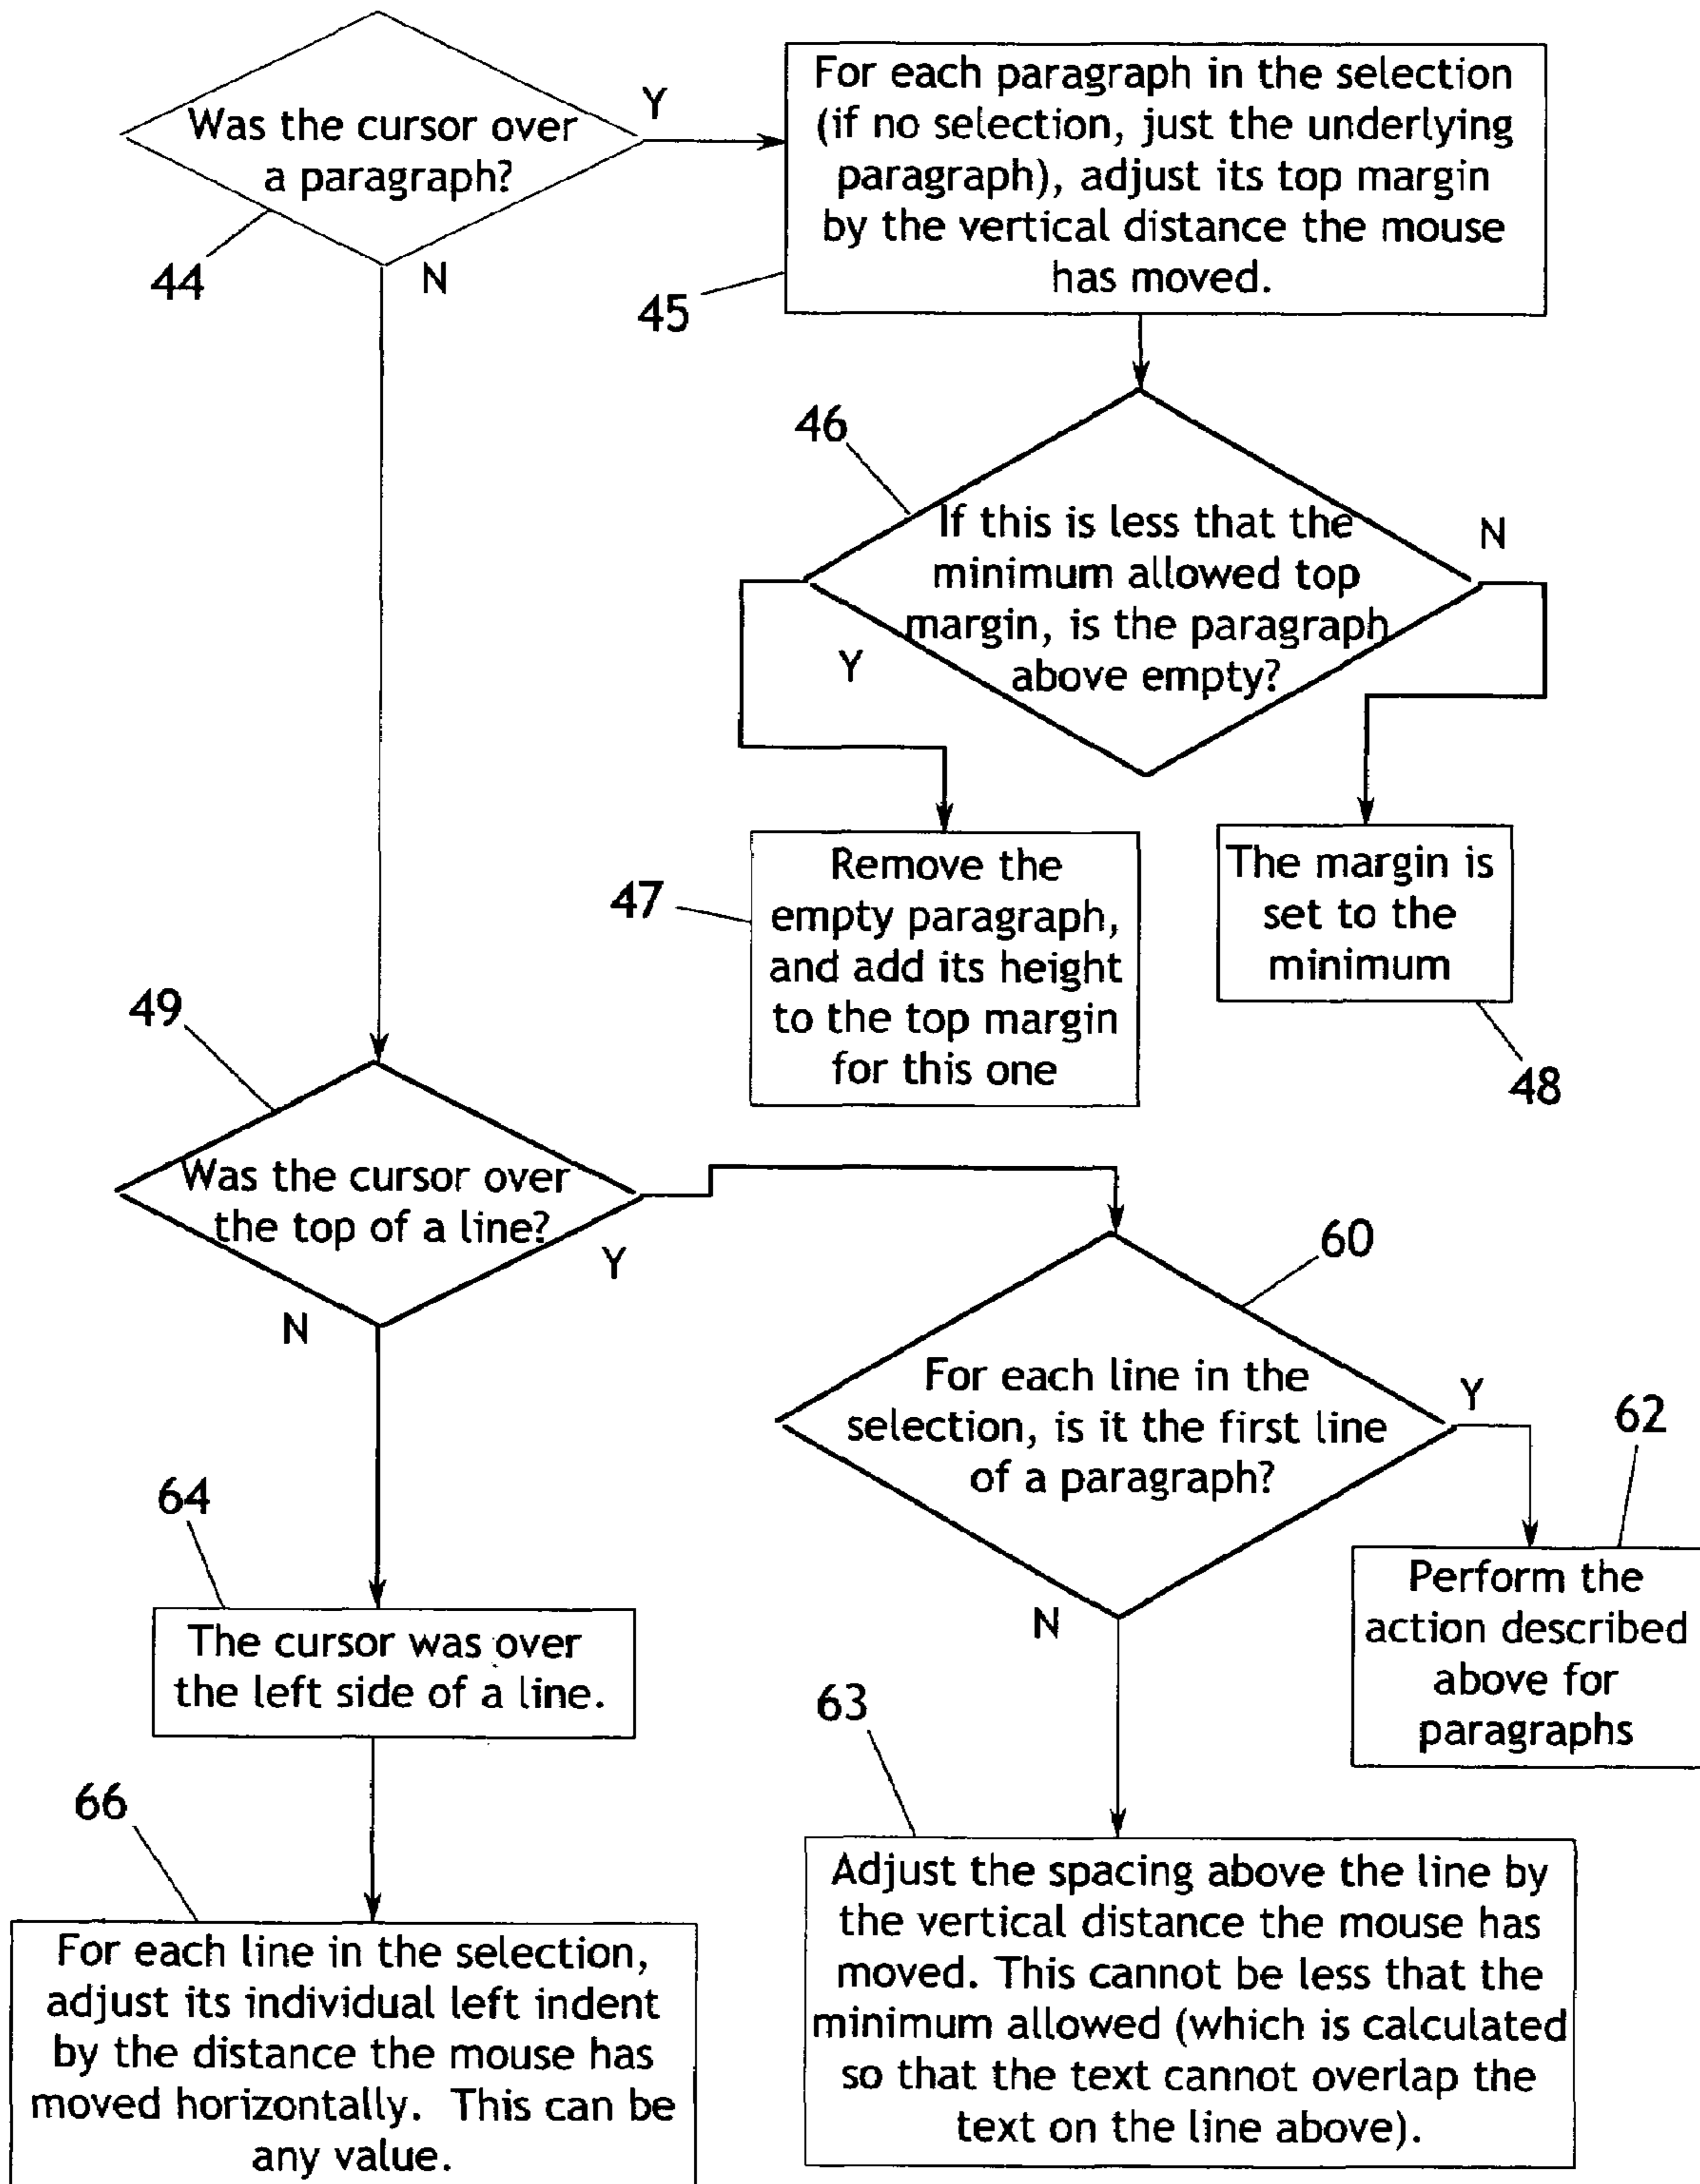 Was the cursor over
a paragraph?
Y
N
44
For each paragraph in the selection
(if no selection, just the underlying
paragraph), adjust its top margin
by the vertical distance the mouse
has moved.
45
46
If this is less that the
minimum allowed top
margin, is the paragraph
above empty?
N
Y
47
Remove the
empty paragraph,
and add its height
to the top margin
for this one
The margin is
set to the
minimum
48
49
Was the cursor over
the top of a line?
Y
N
60
For each line in the
selection, is it the first line
of a paragraph?
Y
N
62
Perform the
action described
above for
paragraphs
64
The cursor was over
the left side of a line.
63
Adjust the spacing above the line by
the vertical distance the mouse has
moved. This cannot be less that the
minimum allowed (which is calculated
so that the text cannot overlap the
text on the line above).
66
For each line in the selection,
adjust its individual left indent
by the distance the mouse has
moved horizontally. This can be
any value.